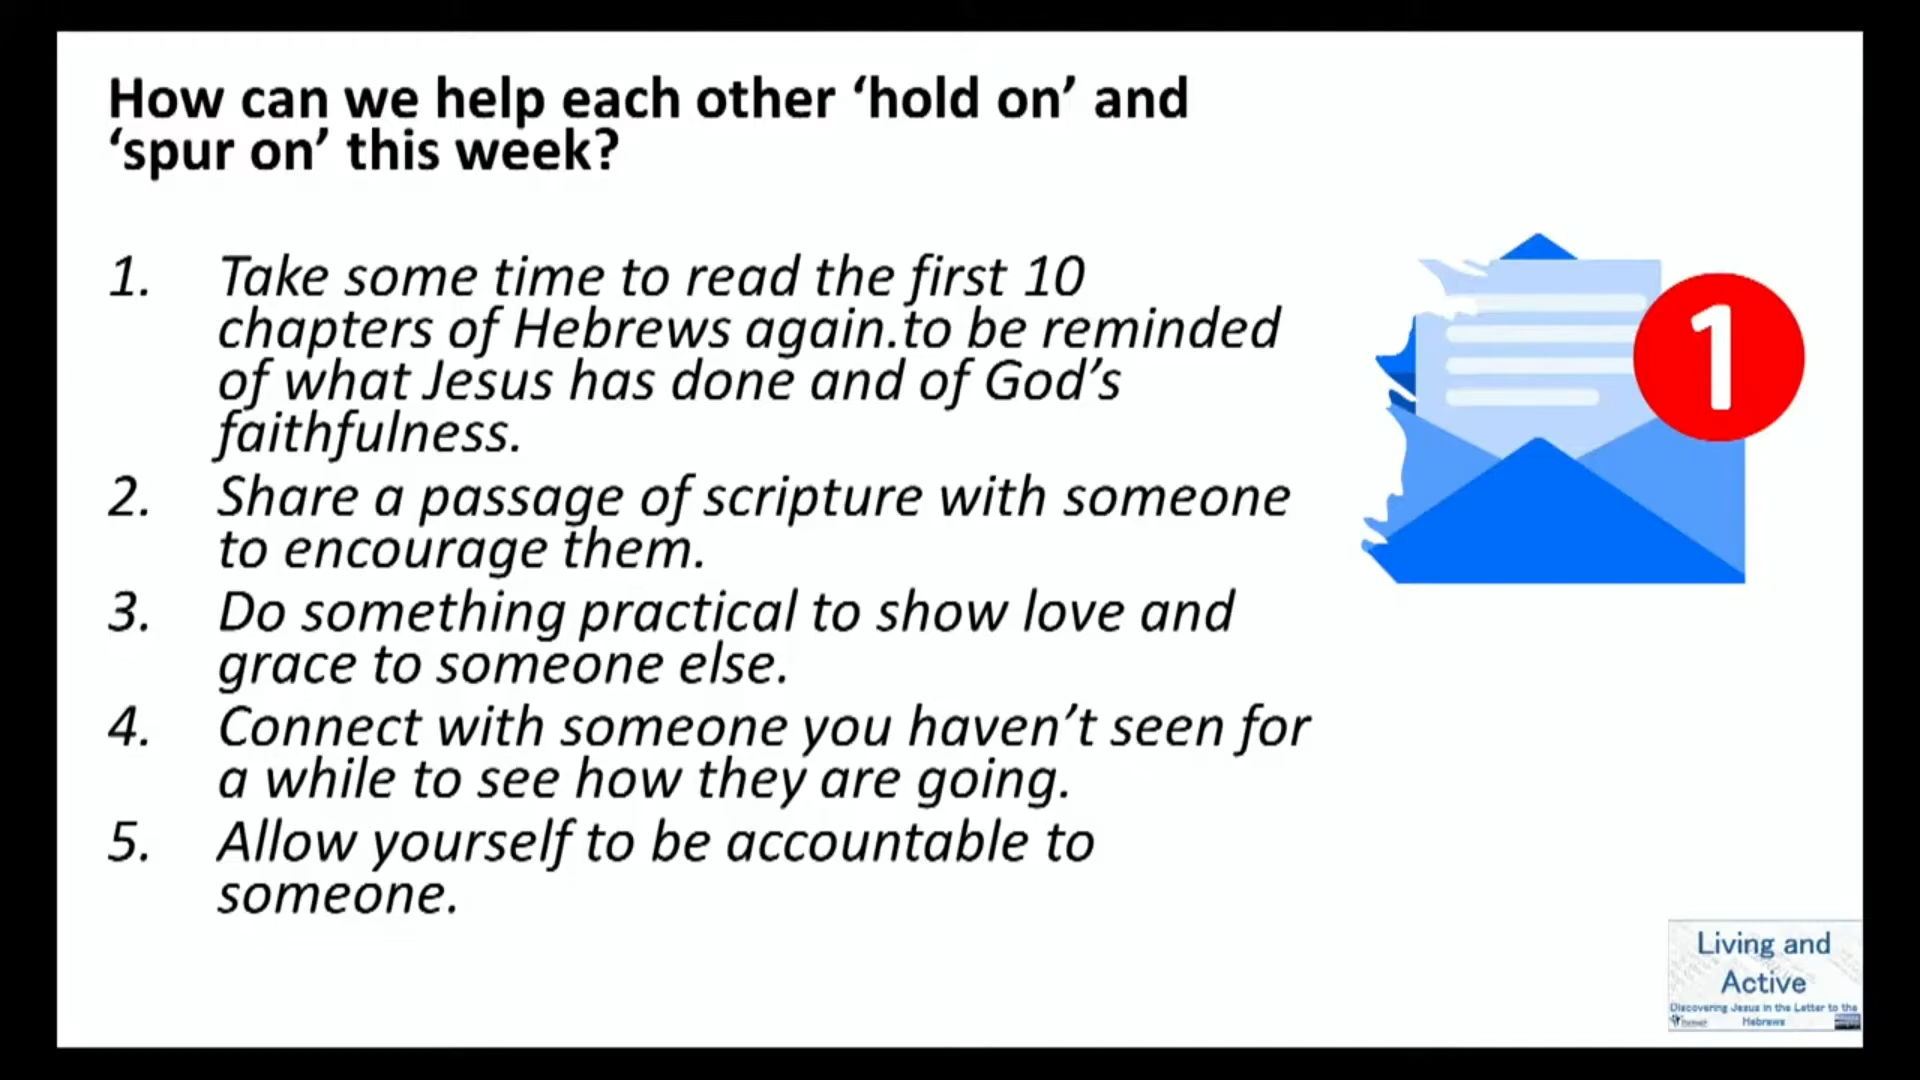 How can we help each other ‘hold on’ and
‘spur on’ this week?
1. Take some time to read the first 10
chapters of Hebrews again.to be reminded
of what Jesus has done and of God’s
faithfulness.
2. Share a passage of scripture with someone
to encourage them.
3. Do something practical to show love and
grace to someone else.
4. Connect with someone you haven’t seen for
a while to see how they are going.
5. Allow yourself to be accountable to
someone.
1
Living and
Active
Discovering Jesus in the Letter to the
Hebrews